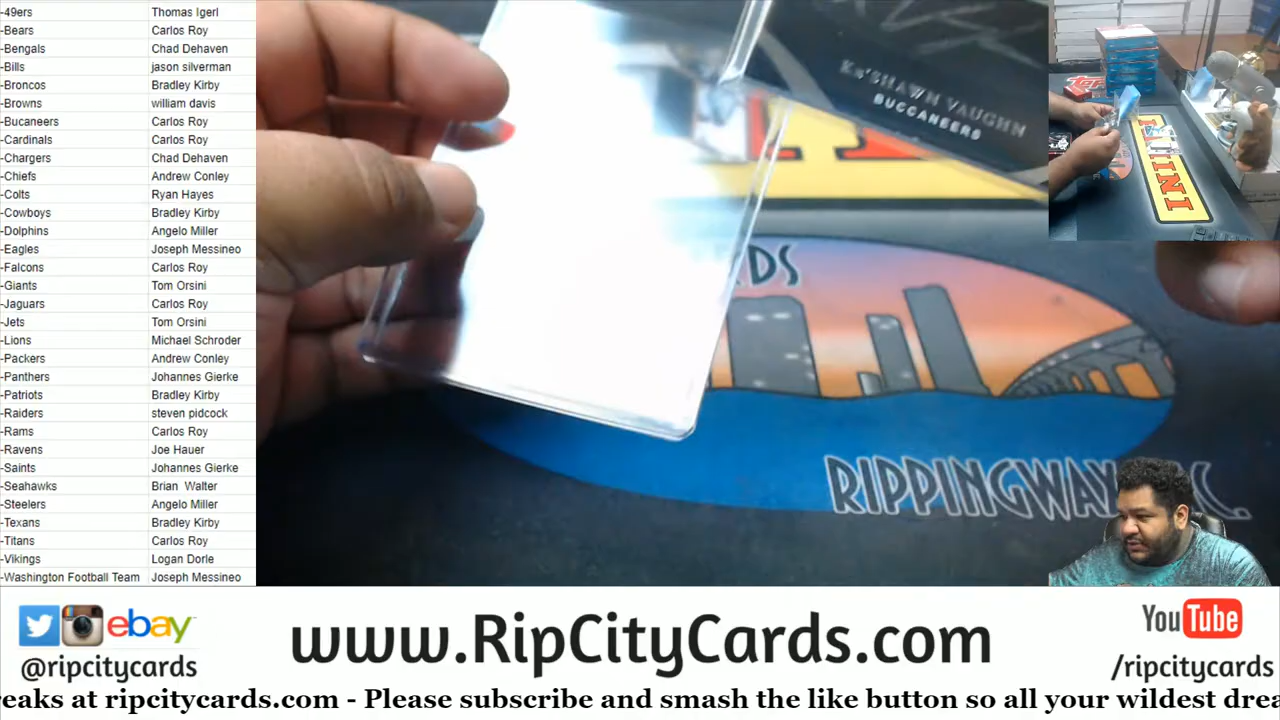 -49ers Thomas Igerl
-Bears Carlos Roy
-Bengals Chad Dehaven
-Bills jason silverman
-Broncos Bradley Kirby
-Browns william davis
-Bucaneers Carlos Roy
-Cardinals Carlos Roy
-Chargers Chad Dehaven
-Chiefs Andrew Conley
-Colts Ryan Hayes
-Cowboys Bradley Kirby
-Dolphins Angelo Miller
-Eagles Joseph Messineo
-Falcons Carlos Roy
-Giants Tom Orsini
-Jaguars Carlos Roy
-Jets Tom Orsini
-Lions Michael Schroder
-Packers Andrew Conley
-Panthers Johannes Gierke
-Patriots Bradley Kirby
-Raiders steven pidcock
-Rams Carlos Roy
-Ravens Joe Hauer
-Saints Johannes Gierke
-Seahawks Brian Walter
-Steelers Angelo Miller
-Texans Bradley Kirby
-Titans Carlos Roy
-Vikings Logan Dorle
-Washington Football Team Joseph Messineo
KE'SHAWN VAUGHN
BUCCANEERS
RDS
RIPPINGWAX
PANINI
ebay
@ripcitycards
www.RipCityCards.com
YouTube
/ripcitycards
reaks at ripcitycards.com - Please subscribe and smash the like button so all your wildest drea